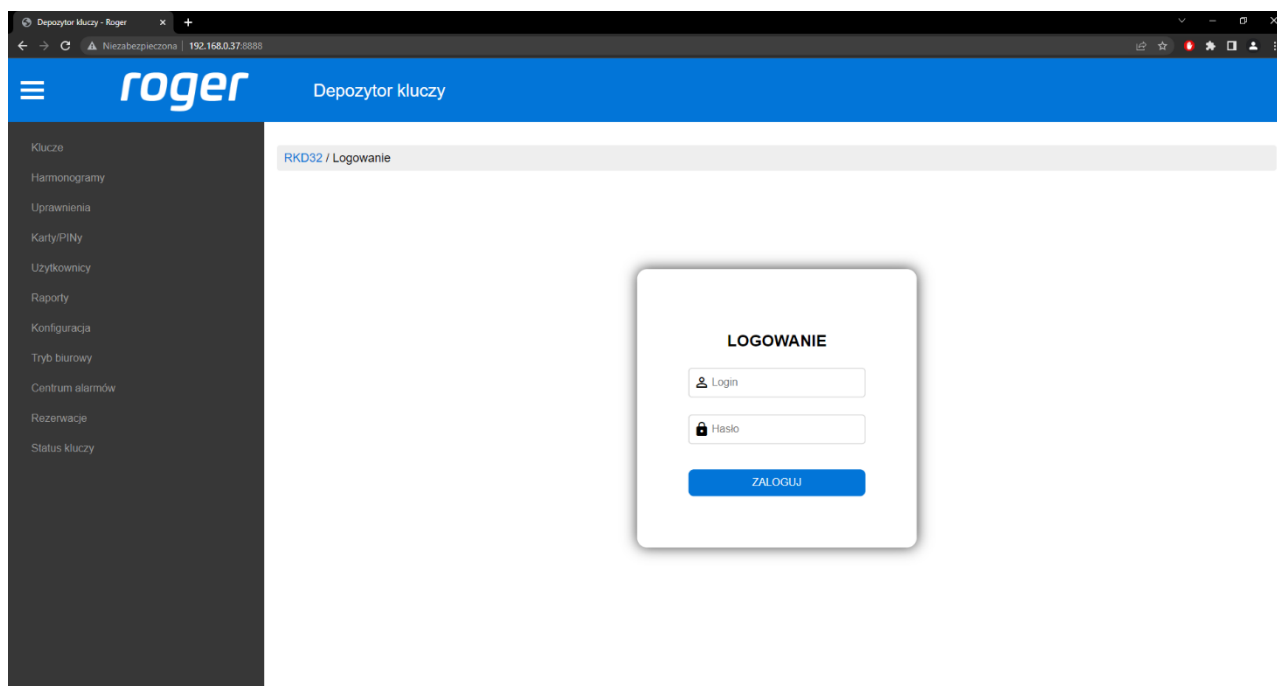 Depozytor kluczy - Roger
Niezabezpieczona | 192.168.0.37:8888
roger
Depozytor kluczy
Klucze
Harmonogramy
Uprawnienia
Karty/PINy
Użytkownicy
Raporty
Konfiguracja
Tryb biurowy
Centrum alarmów
Rezerwacje
Status kluczy
RKD32 / Logowanie
LOGOWANIE
Login
Hasło
ZALOGUJ